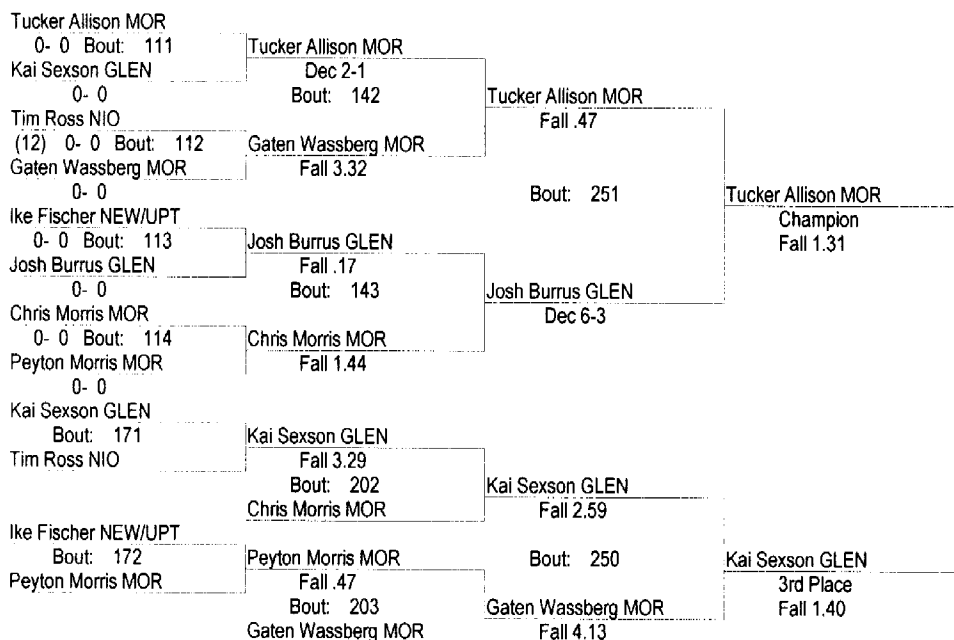 Tucker Allison MOR
0- 0 Bout: 111
Kai Sexson GLEN
0- 0
Tim Ross NIO
(12) 0- 0 Bout: 112
Gaten Wassberg MOR
0- 0
Ike Fischer NEW/UPT
0- 0 Bout: 113
Josh Burrus GLEN
0- 0
Chris Morris MOR
0- 0 Bout: 114
Peyton Morris MOR
0- 0
Kai Sexson GLEN
Bout: 171
Tim Ross NIO
Ike Fischer NEW/UPT
Bout: 172
Peyton Morris MOR
Tucker Allison MOR
Dec 2-1
Bout: 142
Gaten Wassberg MOR
Fall 3.32
Josh Burrus GLEN
Fall .17
Bout: 143
Chris Morris MOR
Fall 1.44
Kai Sexson GLEN
Fall 3.29
Bout: 202
Chris Morris MOR
Peyton Morris MOR
Fall .47
Bout: 203
Gaten Wassberg MOR
Tucker Allison MOR
Fall .47
Bout: 251
Josh Burrus GLEN
Dec 6-3
Kai Sexson GLEN
Fall 2.59
Bout: 250
Gaten Wassberg MOR
Fall 4.13
Tucker Allison MOR
Champion
Fall 1.31
Kai Sexson GLEN
3rd Place
Fall 1.40